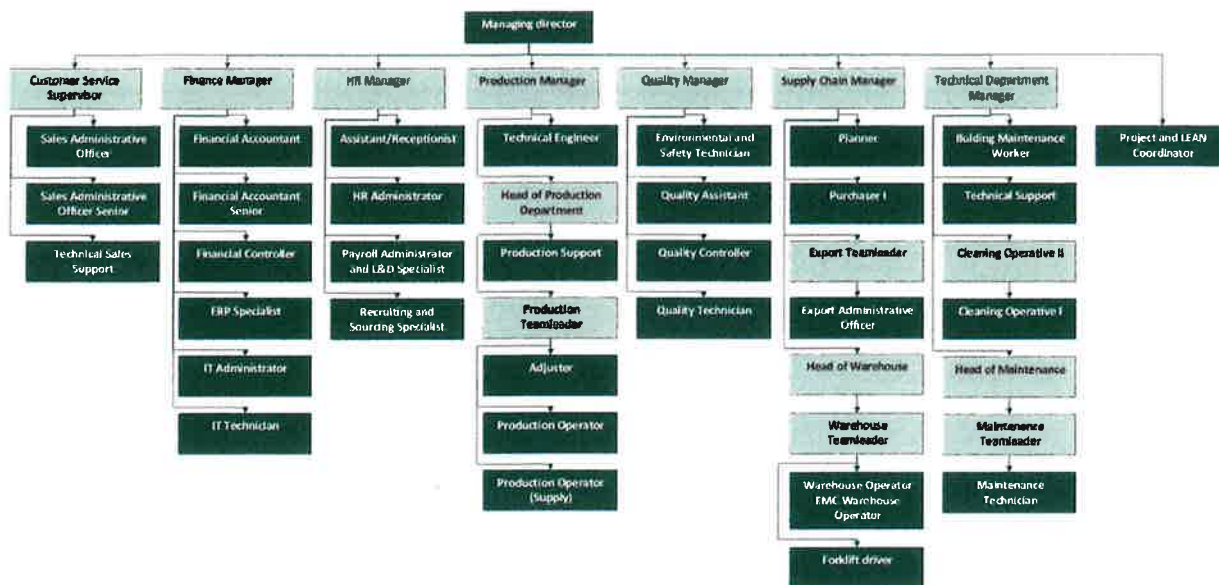 Managing director
Customer Service
Supervisor
Sales Administrative
Officer
Sales Administrative
Officer Senior
Technical Sales
Support
Finance Manager
Financial Accountant
Financial Accountant
Senior
Financial Controller
ERP Specialist
IT Administrator
IT Technician
HR Manager
Assistant/Receptionist
HR Administrator
Payroll Administrator
and L&D Specialist
Recruiting and
Sourcing Specialist
Production Manager
Technical Engineer
Head of Production
Department
Production Support
Production
Teamleader
Adjuster
Production Operator
Production Operator
(Supply)
Quality Manager
Environmental and
Safety Technician
Quality Assistant
Quality Controller
Quality Technician
Supply Chain Manager
Planner
Purchaser I
Export Teamleader
Export Administrative
Officer
Head of Warehouse
Warehouse
Teamleader
Warehouse Operator
EMC Warehouse
Operator
Forklift driver
Technical Department
Manager
Building Maintenance
Worker
Technical Support
Cleaning Operative II
Cleaning Operative I
Head of Maintenance
Maintenence
Teamleader
Maintenance
Technician
Project and LEAN
Coordinator